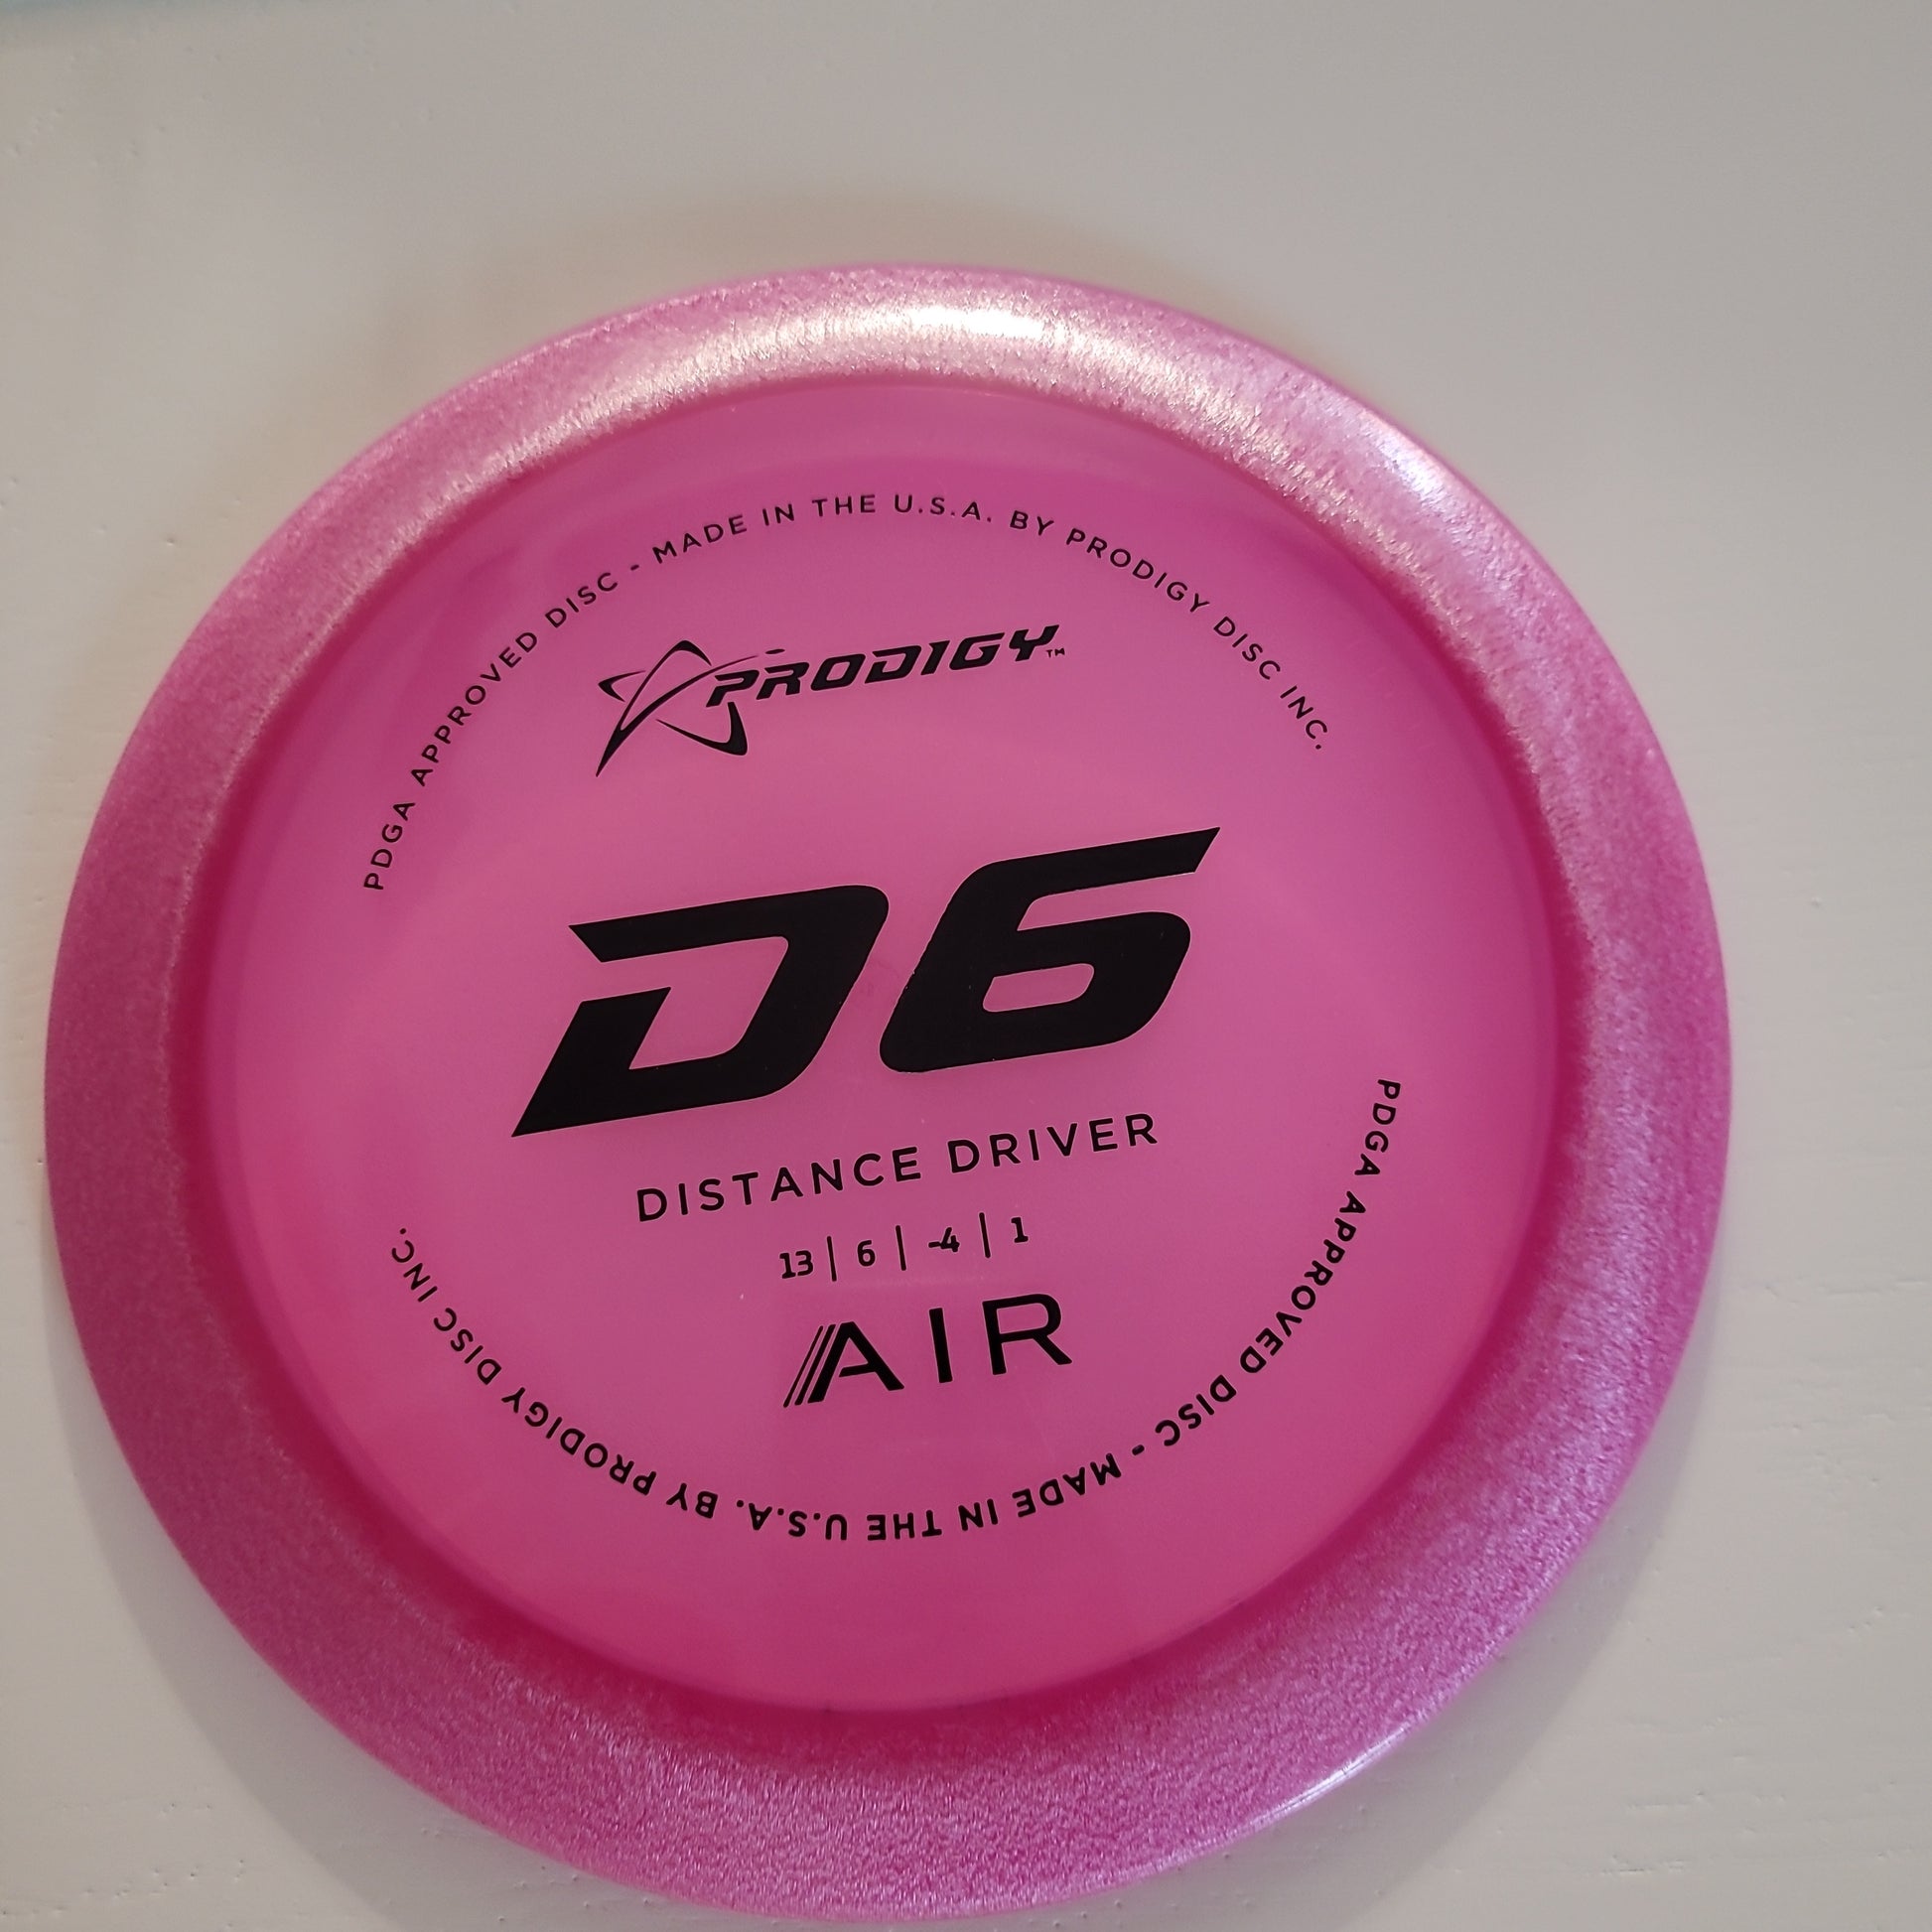 PDGA APPROVED DISC - MADE IN THE U.S.A. BY PRODIGY DISC INC.
PRODIGY™
D6
DISTANCE DRIVER
13 | 6 | -4 | 1
AIR
PDGA APPROVED DISC - MADE IN THE U.S.A. BY PRODIGY DISC INC.